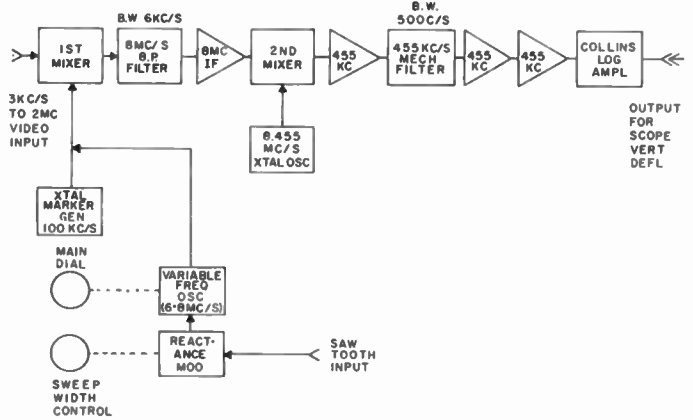 B.W 6KC/S
B.W.
500C/S
1ST
MIXER
8MC/S
B.P.
FILTER
8MC
IF
2ND
MIXER
455
KC
455KC/S
MECH
FILTER
455
KC
455
KC
COLLINS
LOG
AMPL
3KC/S
TO 2MC
VIDEO
INPUT
8.455
MC/S
XTAL OSC
OUTPUT
FOR
SCOPE
VERT
DEFL
XTAL
MARKER
GEN
100 KC/S
MAIN
DIAL
VARIABLE
FREQ
OSC
(6-8MC/S)
REACT-
ANCE
MOD
SAW
TOOTH
INPUT
SWEEP
WIDTH
CONTROL